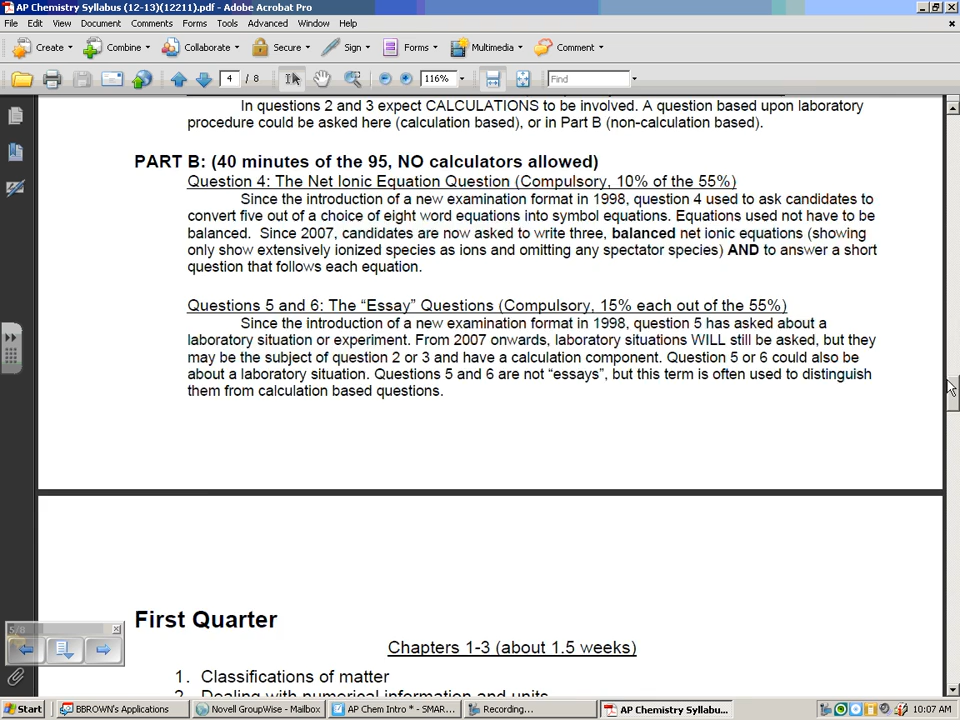 AP Chemistry Syllabus (12-13)(12211).pdf - Adobe Acrobat Pro
File Edit View Document Comments Forms Tools Advanced Window Help
Create Combine Collaborate Secure Sign Forms Multimedia Comment
4 / 8 116% Find
In questions 2 and 3 expect CALCULATIONS to be involved. A question based upon laboratory
procedure could be asked here (calculation based), or in Part B (non-calculation based).
PART B: (40 minutes of the 95, NO calculators allowed)
Question 4: The Net Ionic Equation Question (Compulsory, 10% of the 55%)
Since the introduction of a new examination format in 1998, question 4 used to ask candidates to
convert five out of a choice of eight word equations into symbol equations. Equations used not have to be
balanced. Since 2007, candidates are now asked to write three, balanced net ionic equations (showing
only show extensively ionized species as ions and omitting any spectator species) AND to answer a short
question that follows each equation.
Questions 5 and 6: The “Essay” Questions (Compulsory, 15% each out of the 55%)
Since the introduction of a new examination format in 1998, question 5 has asked about a
laboratory situation or experiment. From 2007 onwards, laboratory situations WILL still be asked, but they
may be the subject of question 2 or 3 and have a calculation component. Question 5 or 6 could also be
about a laboratory situation. Questions 5 and 6 are not “essays”, but this term is often used to distinguish
them from calculation based questions.
First Quarter
5/8
Chapters 1-3 (about 1.5 weeks)
1. Classifications of matter
2. Dealing with numerical information and units
Start BBROWN's Applications Novell GroupWise - Mailbox AP Chem Intro * - SMAR... Recording... AP Chemistry Syllabu... 10:07 AM